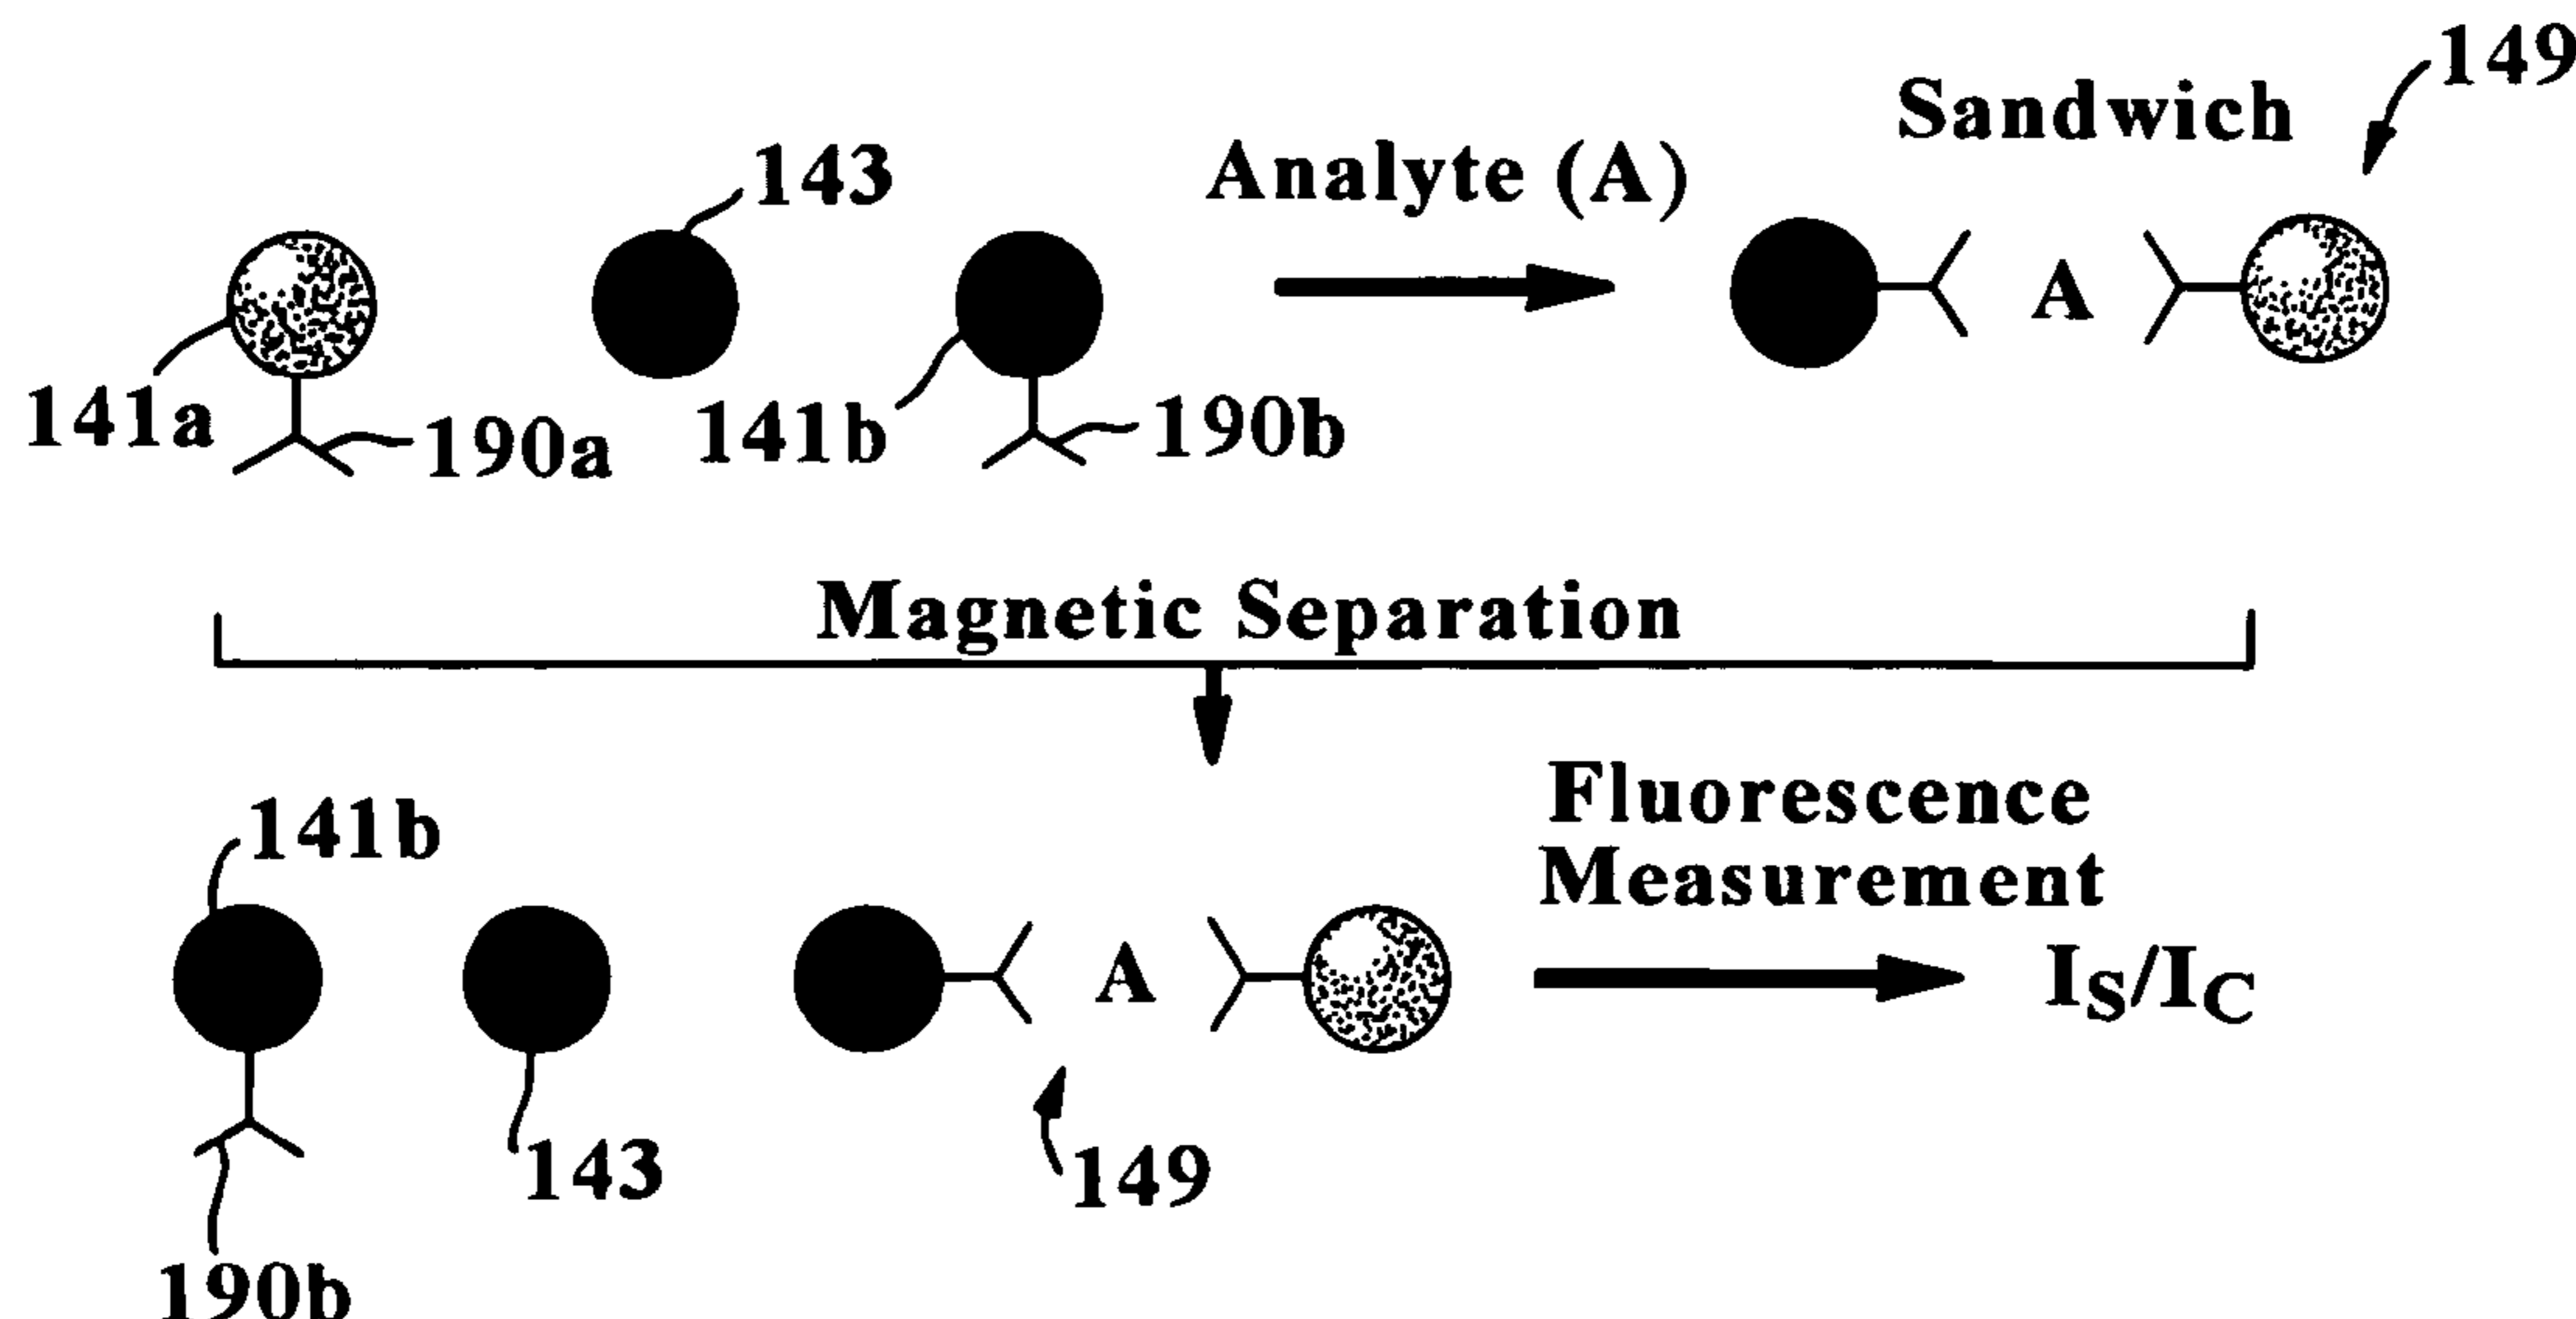 149
Sandwich
143
Analyte (A)
A
141a
190a
141b
190b
Magnetic Separation
141b
Fluorescence
Measurement
A
IS/IC
143
149
190b